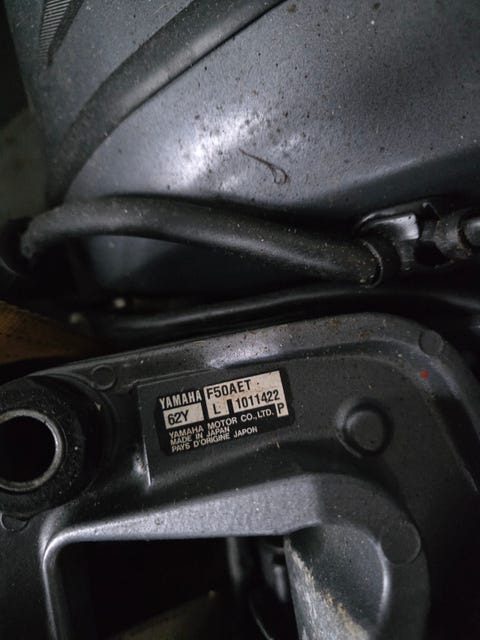 YAMAHA F50AET
62Y L 1011422 P
YAMAHA MOTOR CO.,LTD.
MADE IN JAPAN
PAYS D'ORIGINE JAPON